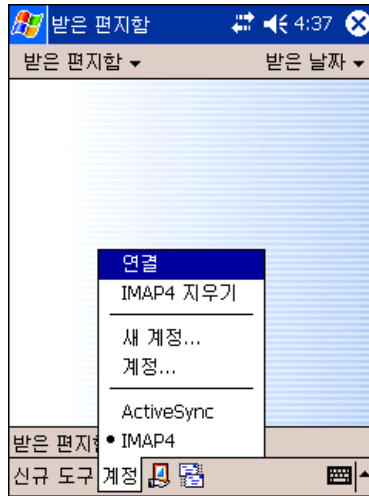 받은 편지함 4:37
받은 편지함 받은 날짜
연결
IMAP4 지우기
새 계정...
계정...
ActiveSync
IMAP4
받은 편지
신규 도구 계정